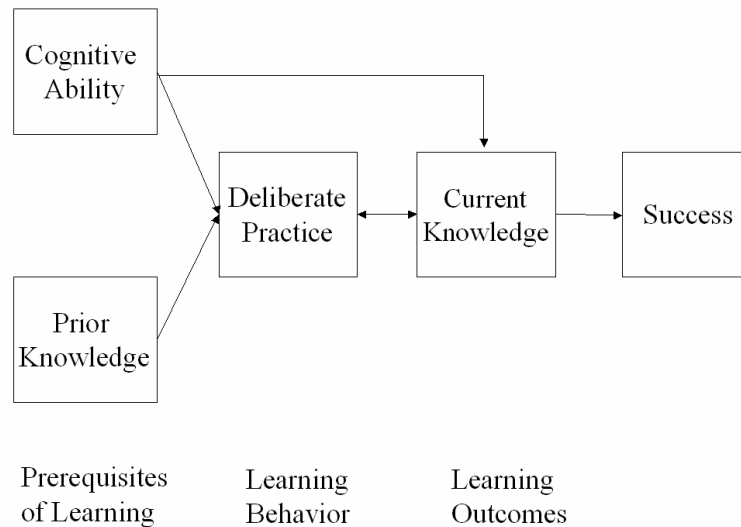 Cognitive
Ability
Deliberate
Practice
Current
Knowledge
Success
Prior
Knowledge
Prerequisites
of Learning
Learning
Behavior
Learning
Outcomes